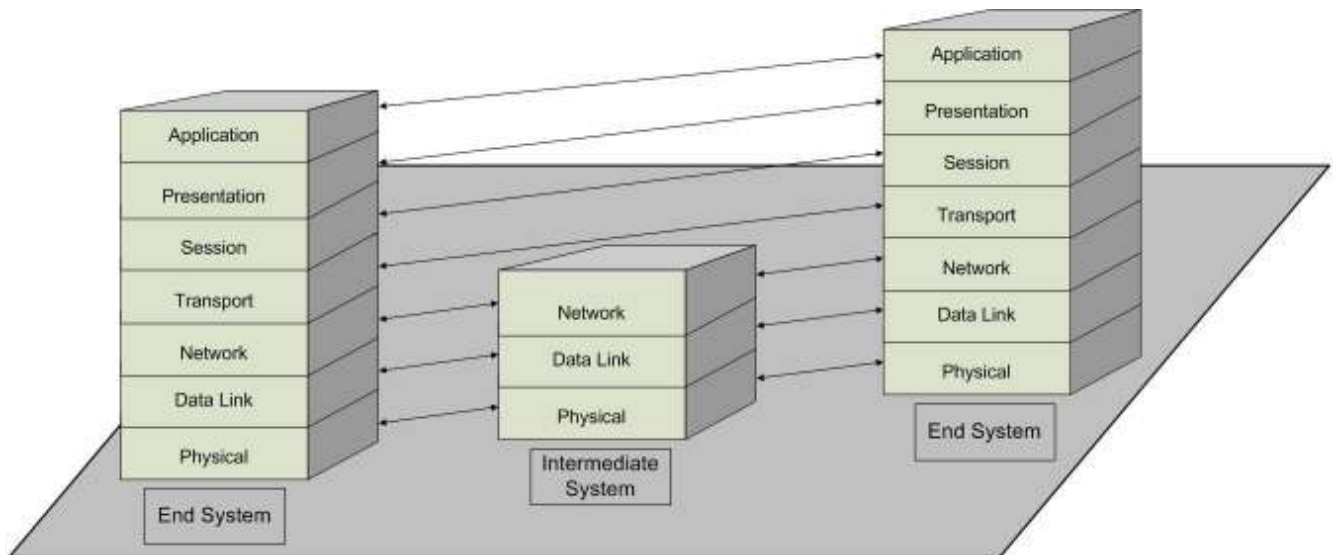 Application
Presentation
Session
Transport
Network
Data Link
Physical
End System
Network
Data Link
Physical
Intermediate
System
Application
Presentation
Session
Transport
Network
Data Link
Physical
End System